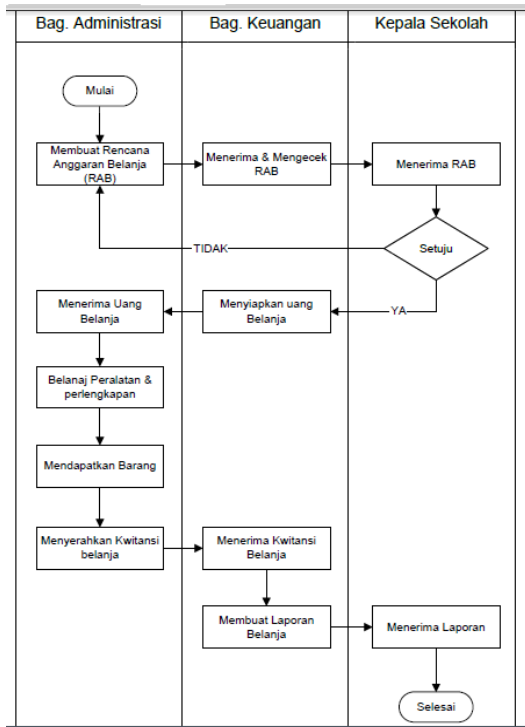 Bag. Administrasi
Bag. Keuangan
Kepala Sekolah
Mulai
Membuat Rencana
Anggaran Belanja
(RAB)
Menerima & Mengecek
RAB
Menerima RAB
Setuju
TIDAK
YA
Menerima Uang
Belanja
Menyiapkan uang
Belanja
Belanaj Peralatan &
perlengkapan
Mendapatkan Barang
Menyerahkan Kwitansi
belanja
Menerima Kwitansi
Belanja
Membuat Laporan
Belanja
Menerima Laporan
Selesai